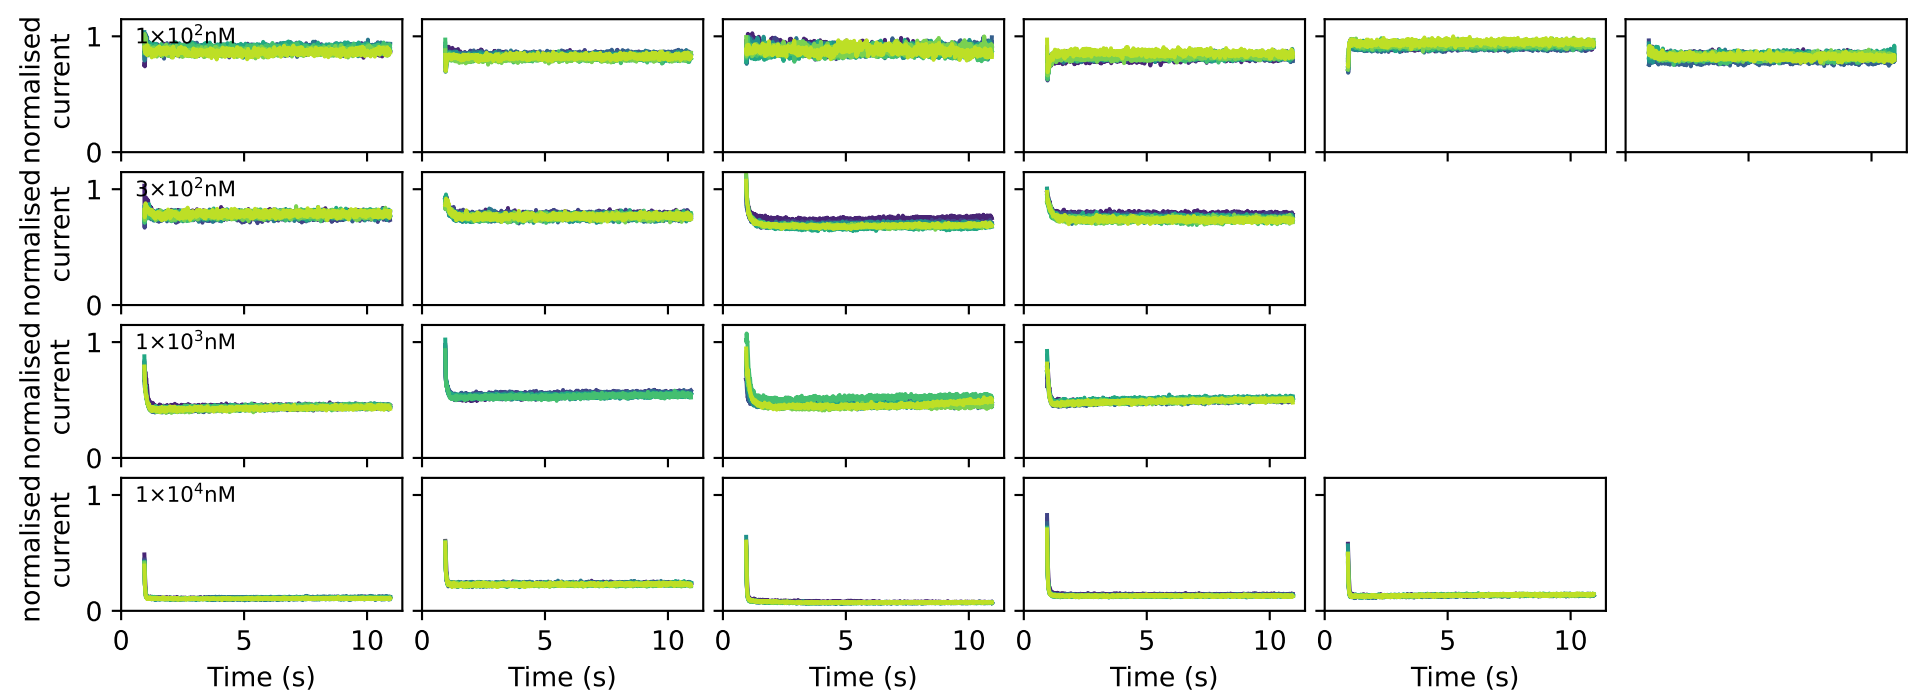 normalised
current
1
0
1×10²nM
normalised
current
1
0
3×10²nM
normalised
current
1
0
1×10³nM
normalised
current
1
0
1×10⁴nM
0 5 10 0 5 10 0 5 10 0 5 10 0 5 10
Time (s) Time (s) Time (s) Time (s) Time (s)